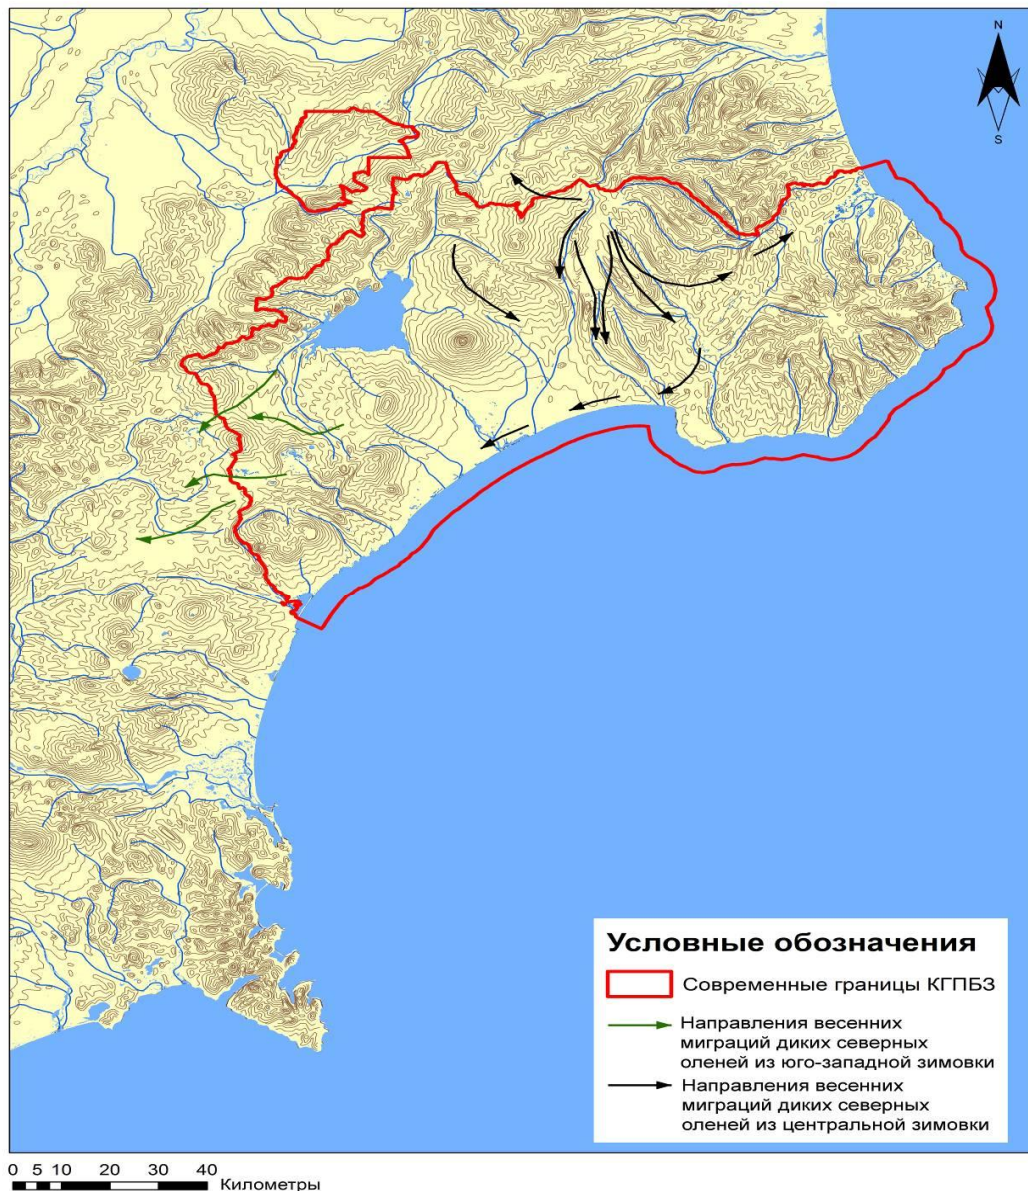 N
S
Условные обозначения
Современные границы КГПБЗ
Направления весенних
миграций диких северных
оленей из юго-западной зимовки
Направления весенних
миграций диких северных
оленей из центральной зимовки
0 5 10 20 30 40
Километры